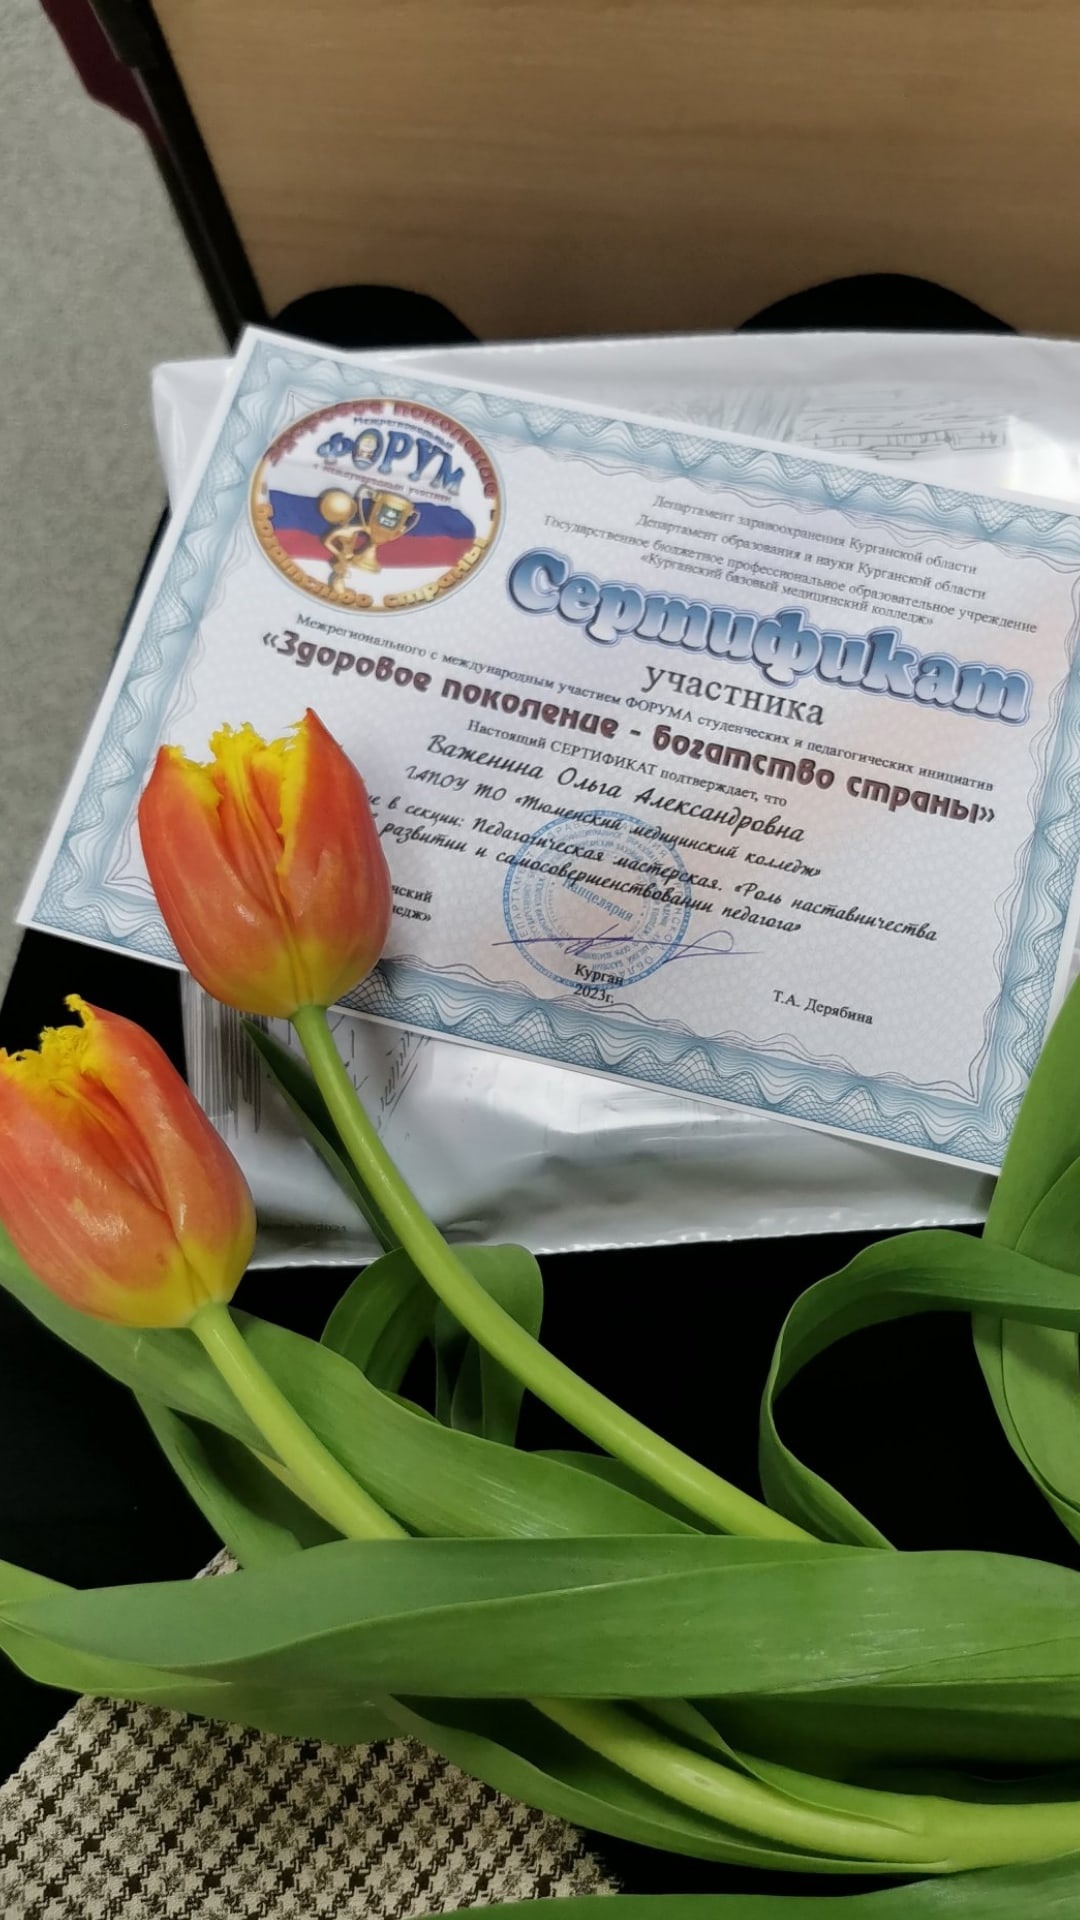 Здоровое поколение -
Межрегиональный
ФОРУМ
с международным участием
богатство страны
Департамент здравоохранения Курганской области
Департамент образования и науки Курганской области
Государственное бюджетное профессиональное образовательное учреждение
«Курганский базовый медицинский колледж»
Сертификат
участника
Межрегионального с международным участием ФОРУМА студенческих и педагогических инициатив
«Здоровое поколение - богатство страны»
Настоящий СЕРТИФИКАТ подтверждает, что
Важенина Ольга Александровна
ГАПОУ ТО «Тюменский медицинский колледж»
в секции: Педагогическая мастерская. «Роль наставничества
развитии и самосовершенствовании педагога»
Канцелярия
Курган
2023г.
Т.А. Дерябина